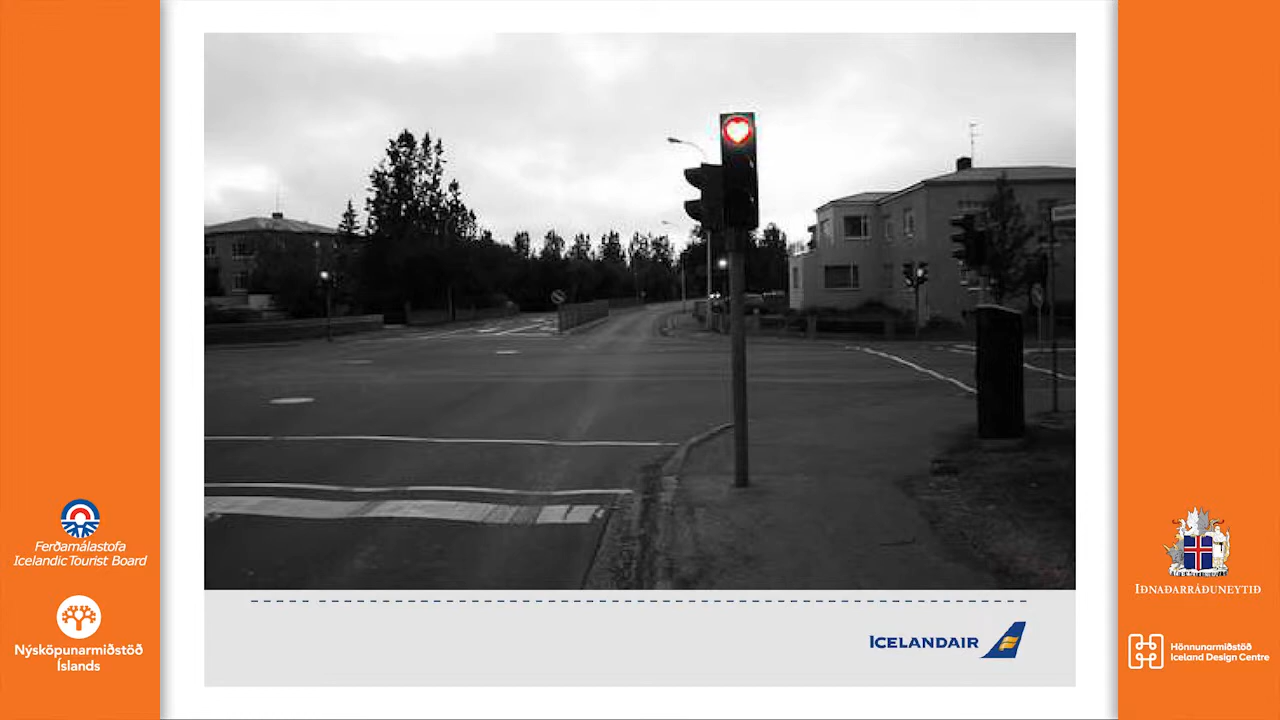 Ferðamálastofa
Icelandic Tourist Board
Nýsköpunarmiðstöð
Íslands
ICELANDAIR
IÐNAÐARRÁÐUNEYTIÐ
Hönnunarmiðstöð
Iceland Design Centre